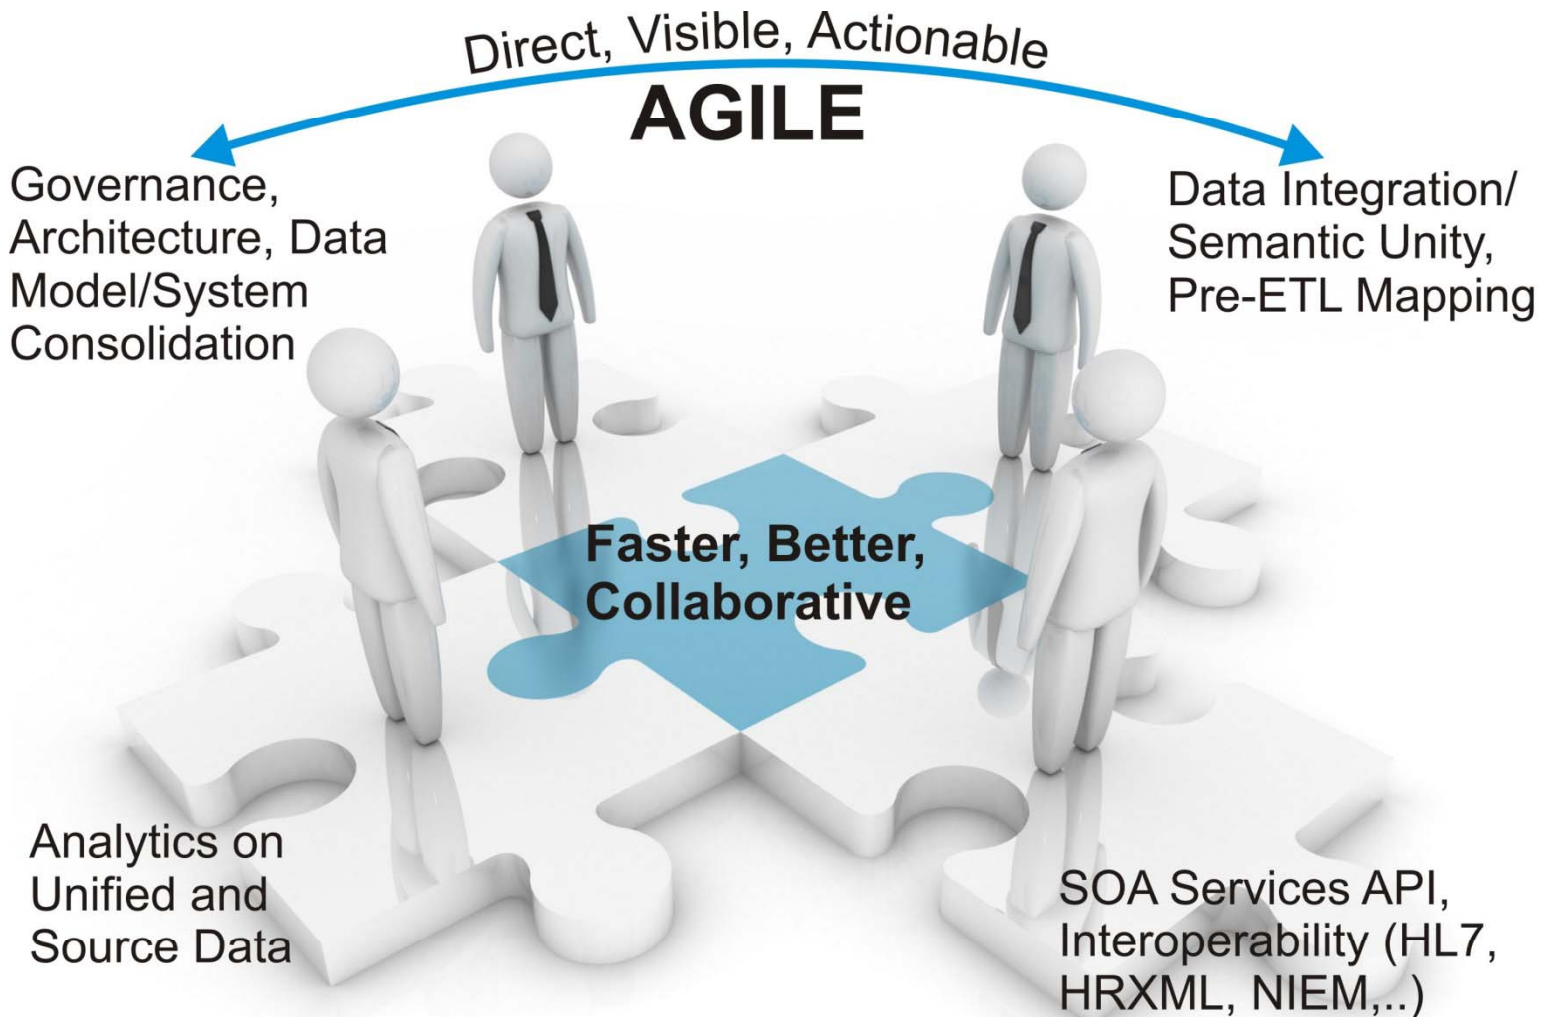 Direct, Visible, Actionable
AGILE
Governance,
Architecture, Data
Model/System
Consolidation
Data Integration/
Semantic Unity,
Pre-ETL Mapping
Faster, Better,
Collaborative
Analytics on
Unified and
Source Data
SOA Services API,
Interoperability (HL7,
HRXML, NIEM,..)